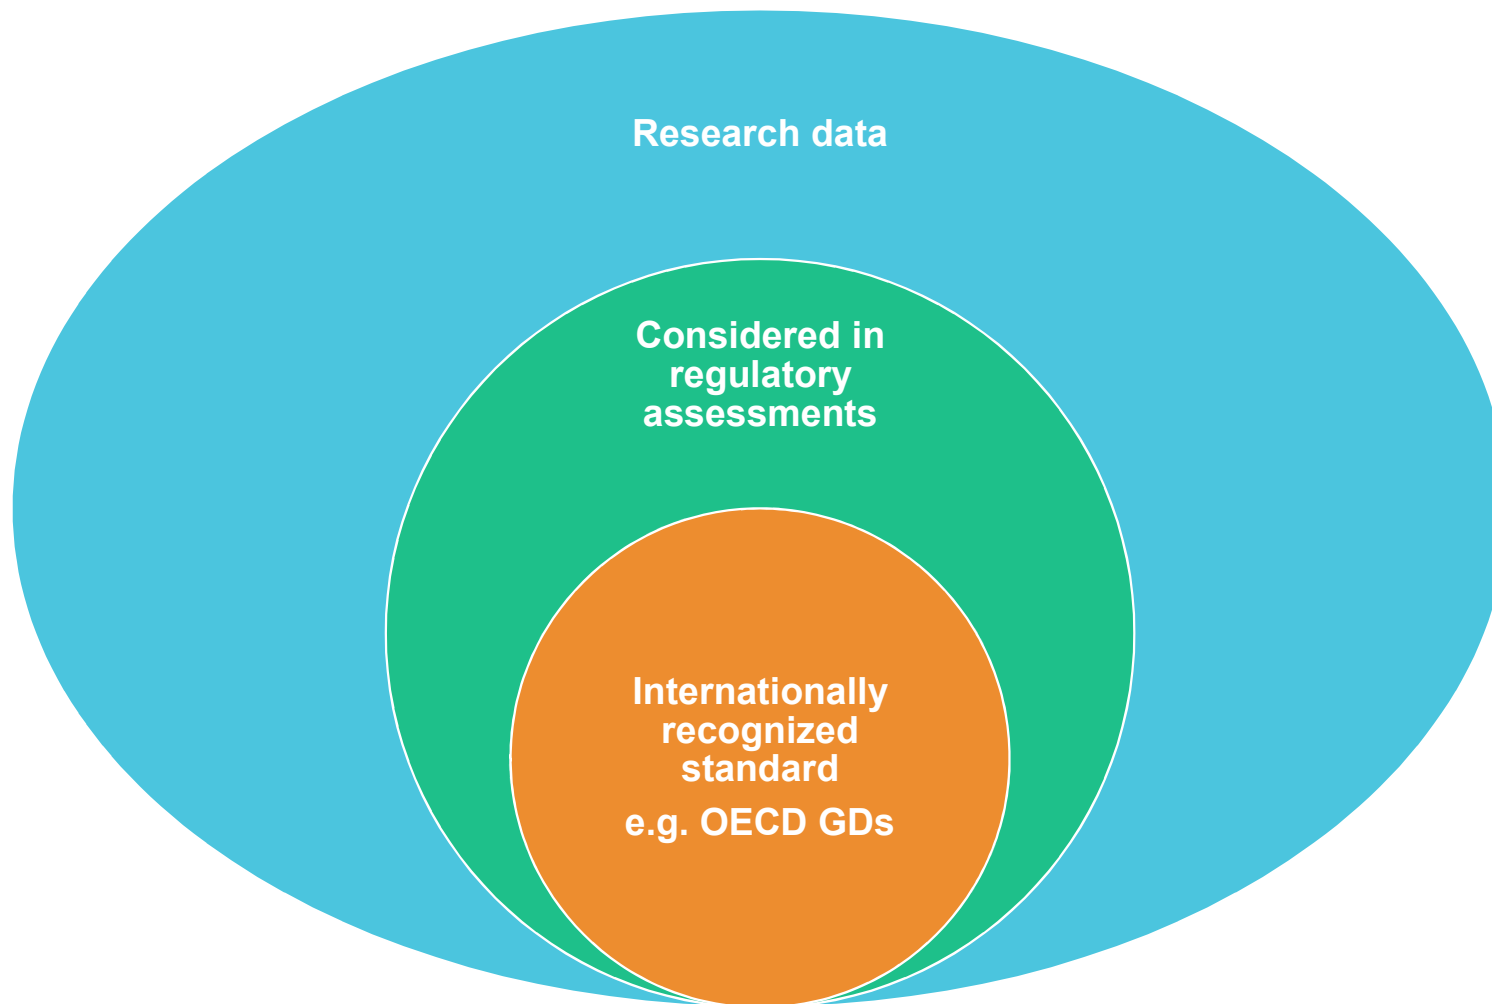 Research data
Considered in
regulatory
assessments
Internationally
recognized
standard
e.g. OECD GDs